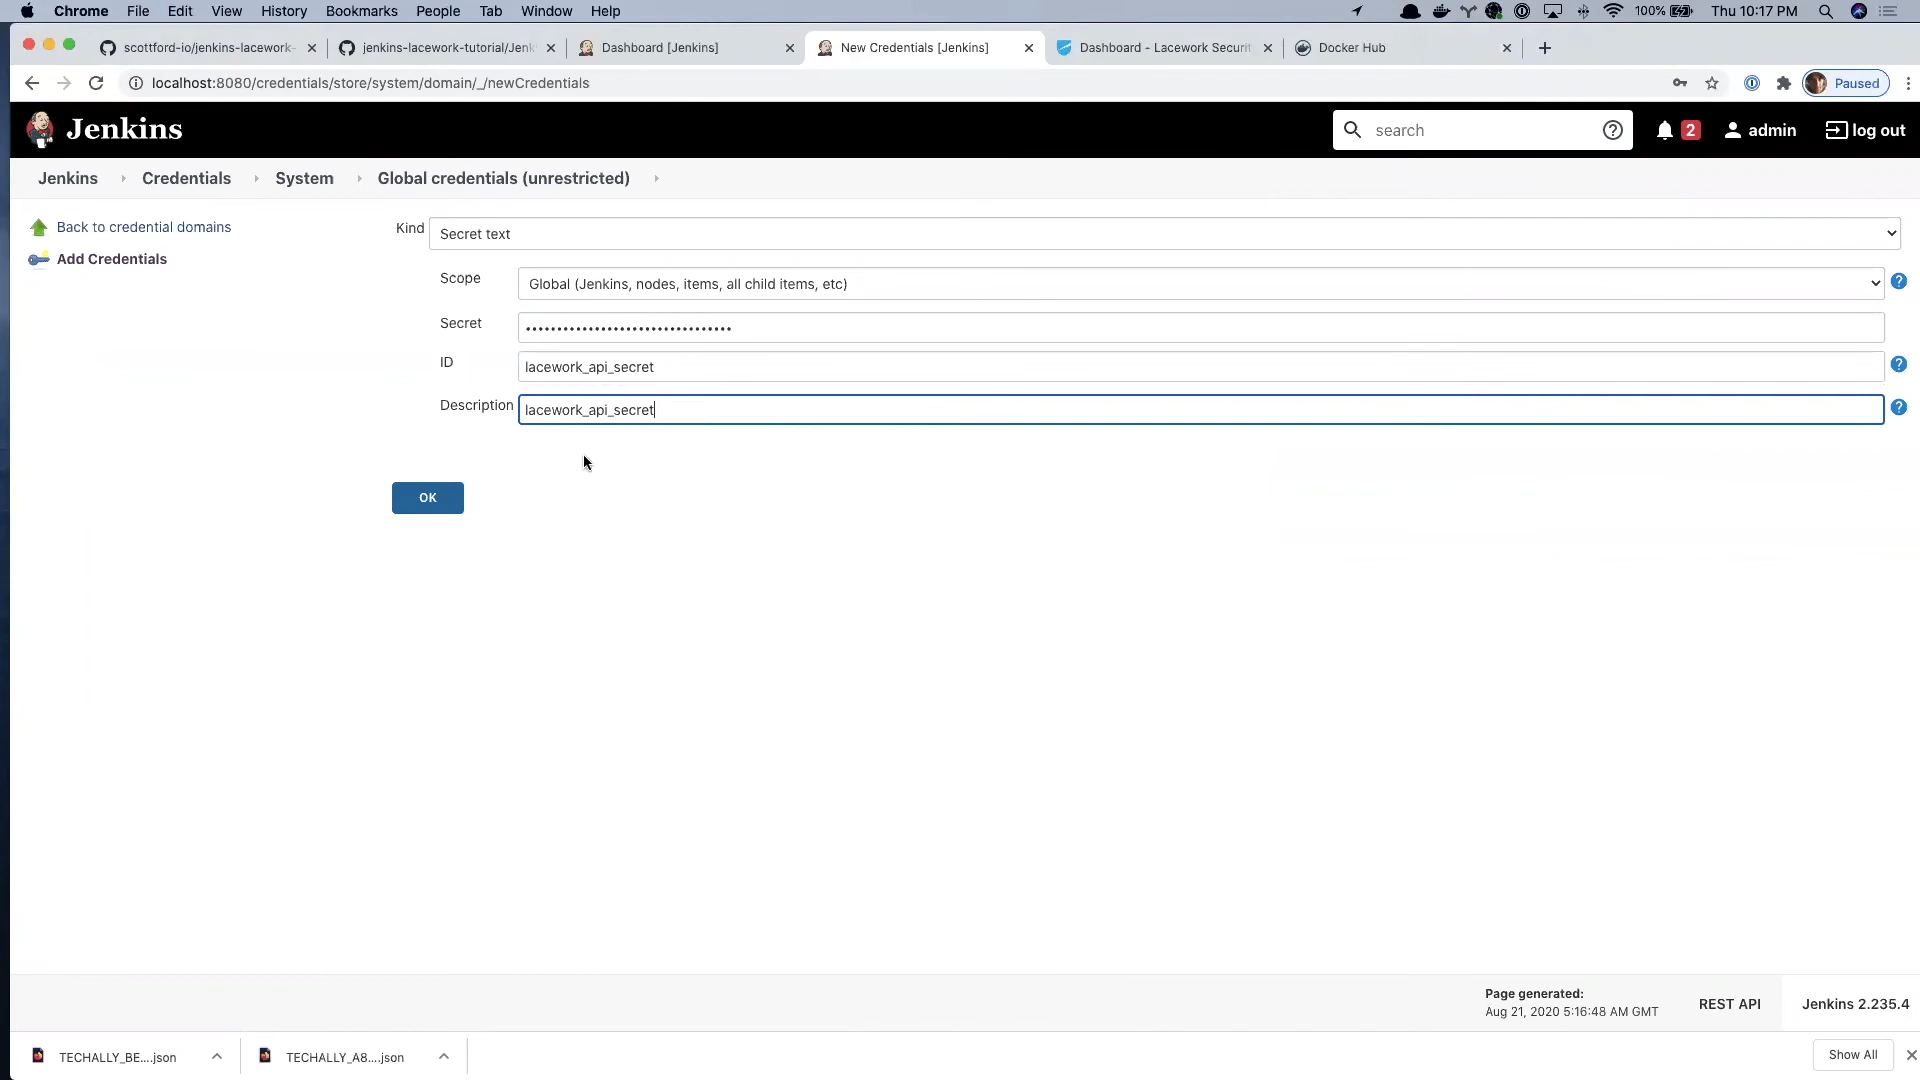 Chrome File Edit View History Bookmarks People Tab Window Help 100% Thu 10:17 PM
scottford-io/jenkins-lacework-
jenkins-lacework-tutorial/Jenk
Dashboard [Jenkins]
New Credentials [Jenkins]
Dashboard - Lacework Securit
Docker Hub
localhost:8080/credentials/store/system/domain/_/newCredentials
Paused
Jenkins
search
2
admin
log out
Jenkins Credentials System Global credentials (unrestricted)
Back to credential domains
Add Credentials
Kind
Secret text
Scope
Global (Jenkins, nodes, items, all child items, etc)
Secret
•••••••••••••••••••••••••••••••••
ID
lacework_api_secret
Description
lacework_api_secret
OK
Page generated:
Aug 21, 2020 5:16:48 AM GMT
REST API
Jenkins 2.235.4
TECHALLY_BE....json
TECHALLY_A8....json
Show All